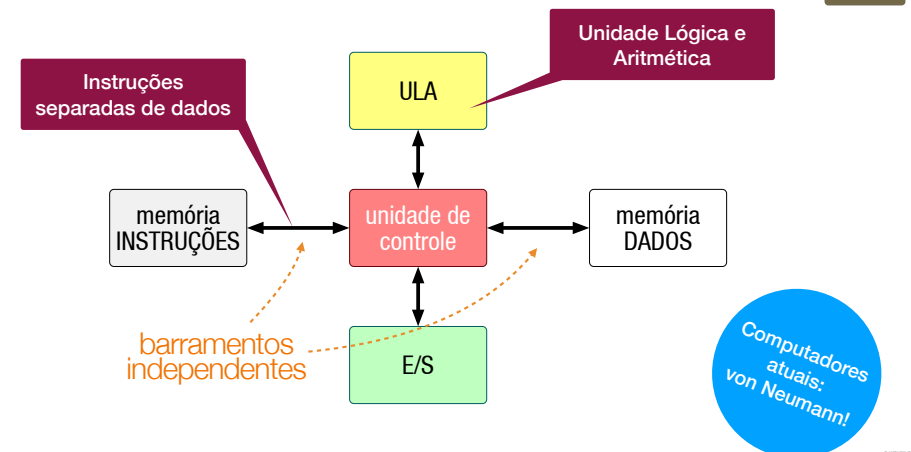 Unidade Lógica e
Aritmética
Instruções
separadas de dados
ULA
memória
INSTRUÇÕES
unidade de
controle
memória
DADOS
barramentos
independentes
E/S
Computadores
atuais:
von Neumann!